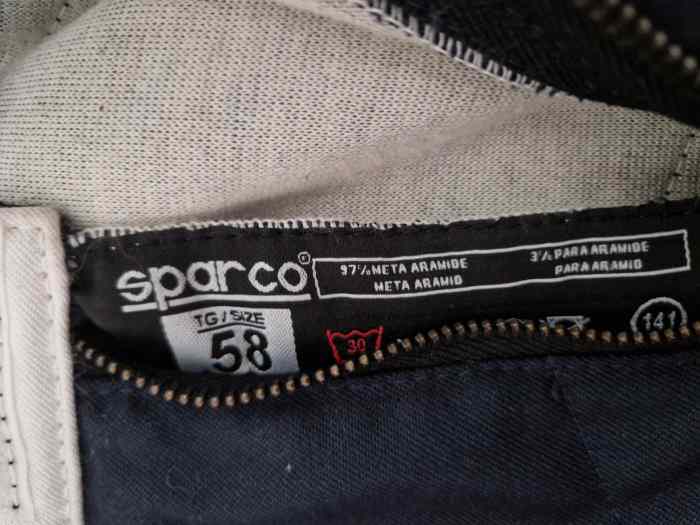 sparco®
97% META ARAMIDE
META ARAMID
3% PARA ARAMIDE
PARA ARAMID
TG/SIZE
58
30
141